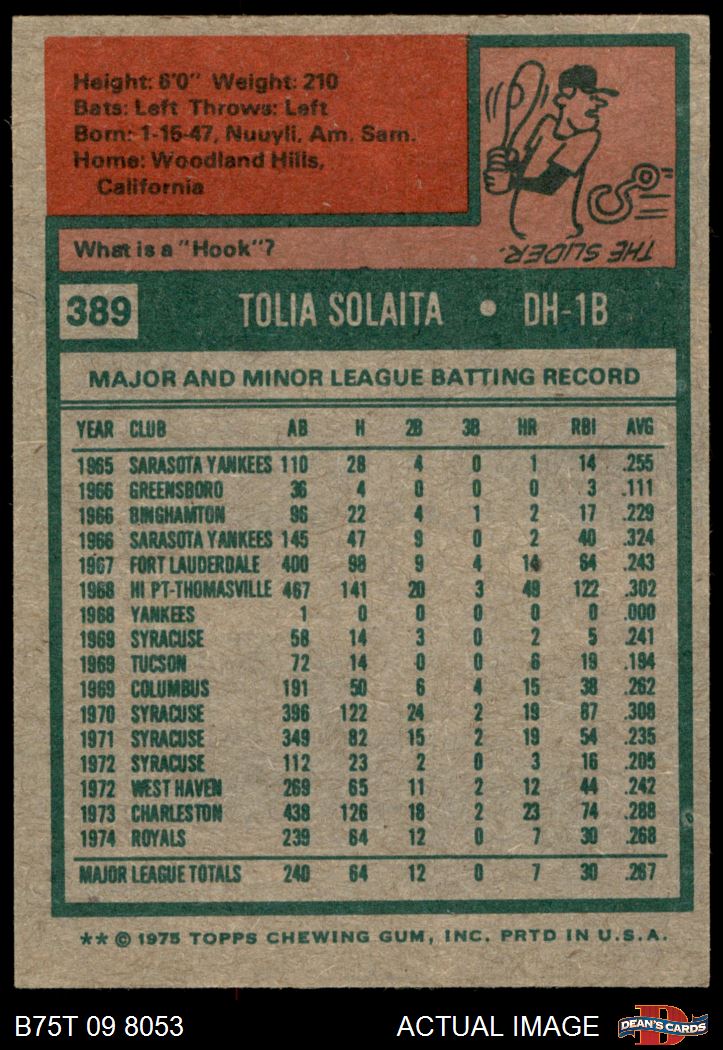 Height: 6'0" Weight: 210
Bats: Left Throws: Left
Born: 1-15-47, Nuuyli, Am. Sam.
Home: Woodland Hills,
California
What is a "Hook"?
THE SLIDER.
389 TOLIA SOLAITA • DH-1B
MAJOR AND MINOR LEAGUE BATTING RECORD
YEAR CLUB AB H 2B 3B HR RBI AVG
1965 SARASOTA YANKEES 110 28 4 0 1 14 .255
1966 GREENSBORO 36 4 0 0 0 3 .111
1966 BINGHAMTON 96 22 4 1 2 17 .229
1966 SARASOTA YANKEES 145 47 9 0 2 40 .324
1967 FORT LAUDERDALE 400 98 9 4 14 64 .243
1968 HI PT-THOMASVILLE 467 141 20 3 49 122 .302
1968 YANKEES 1 0 0 0 0 0 .000
1969 SYRACUSE 58 14 3 0 2 5 .241
1969 TUCSON 72 14 0 0 6 19 .194
1969 COLUMBUS 191 50 6 4 15 38 .262
1970 SYRACUSE 396 122 24 2 19 87 .308
1971 SYRACUSE 349 82 15 2 19 54 .235
1972 SYRACUSE 112 23 2 0 3 16 .205
1972 WEST HAVEN 269 65 11 2 12 44 .242
1973 CHARLESTON 438 126 18 2 23 74 .288
1974 ROYALS 239 64 12 0 7 30 .268
MAJOR LEAGUE TOTALS 240 64 12 0 7 30 .267
** © 1975 TOPPS CHEWING GUM, INC. PRTD IN U.S.A.
B75T 09 8053 ACTUAL IMAGE DEAN'S CARDS